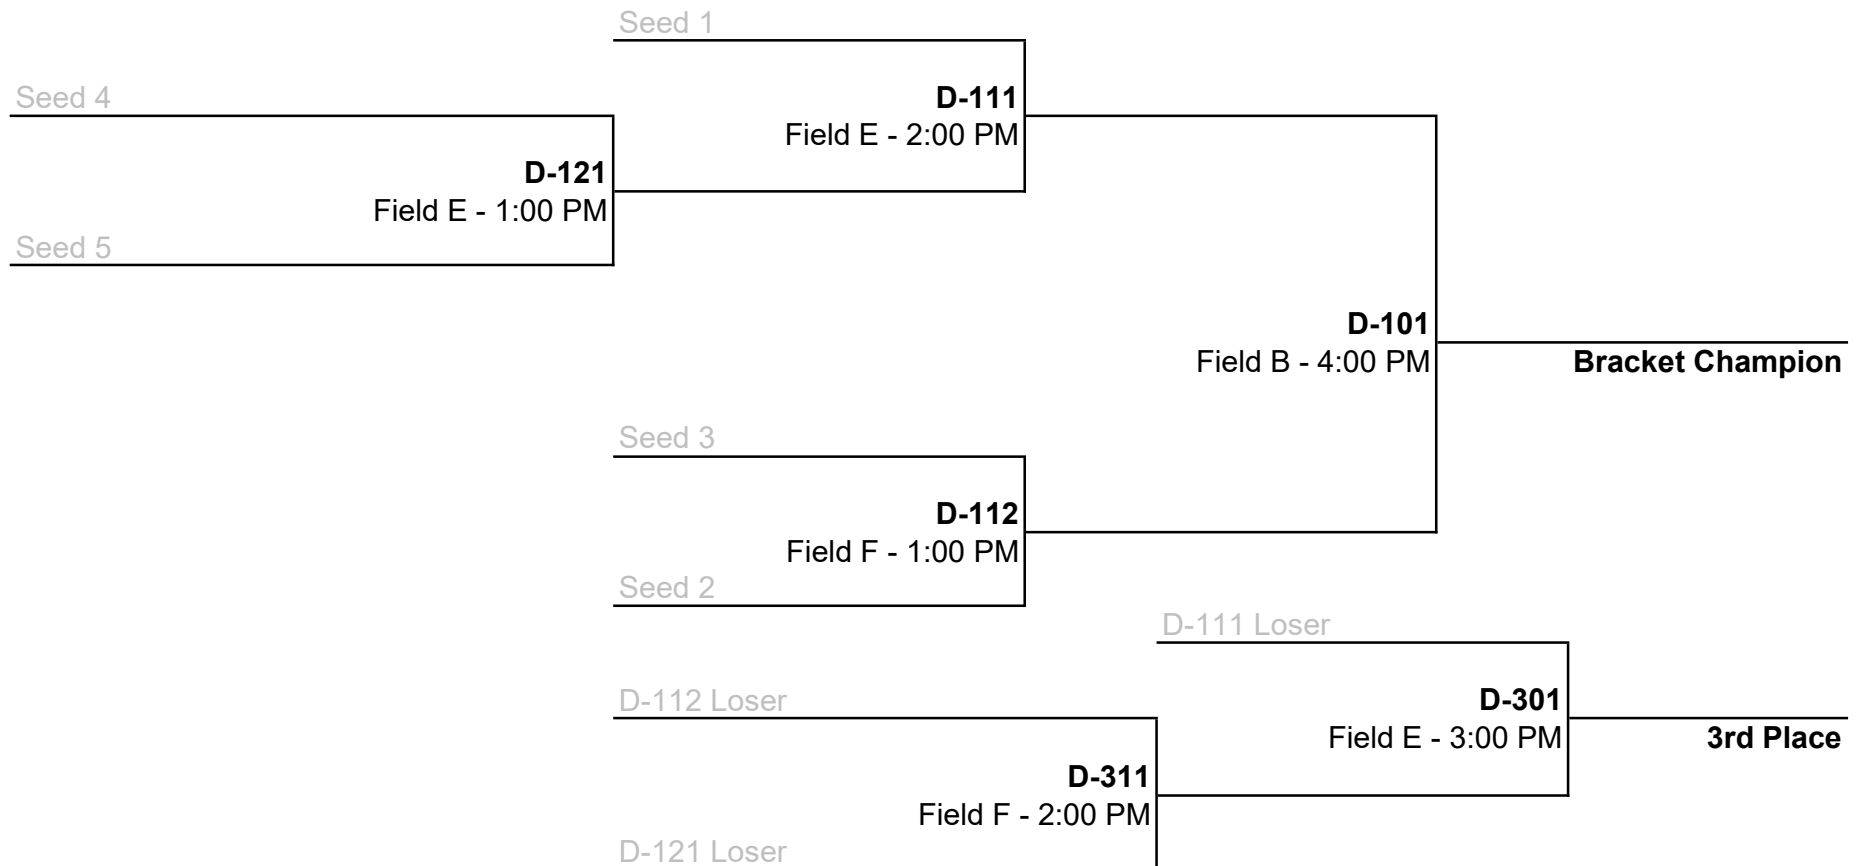 Seed 1
Seed 4
D-111
Field E - 2:00 PM
D-121
Field E - 1:00 PM
Seed 5
D-101
Field B - 4:00 PM
Bracket Champion
Seed 3
D-112
Field F - 1:00 PM
Seed 2
D-111 Loser
D-112 Loser
D-301
Field E - 3:00 PM
3rd Place
D-311
Field F - 2:00 PM
D-121 Loser